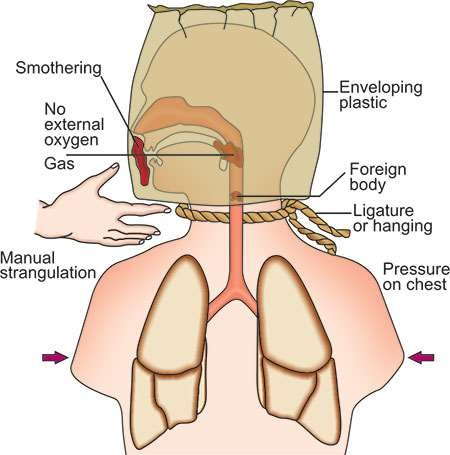 Smothering
No
external
oxygen
Gas
Manual
strangulation
Enveloping
plastic
Foreign
body
Ligature
or hanging
Pressure
on chest